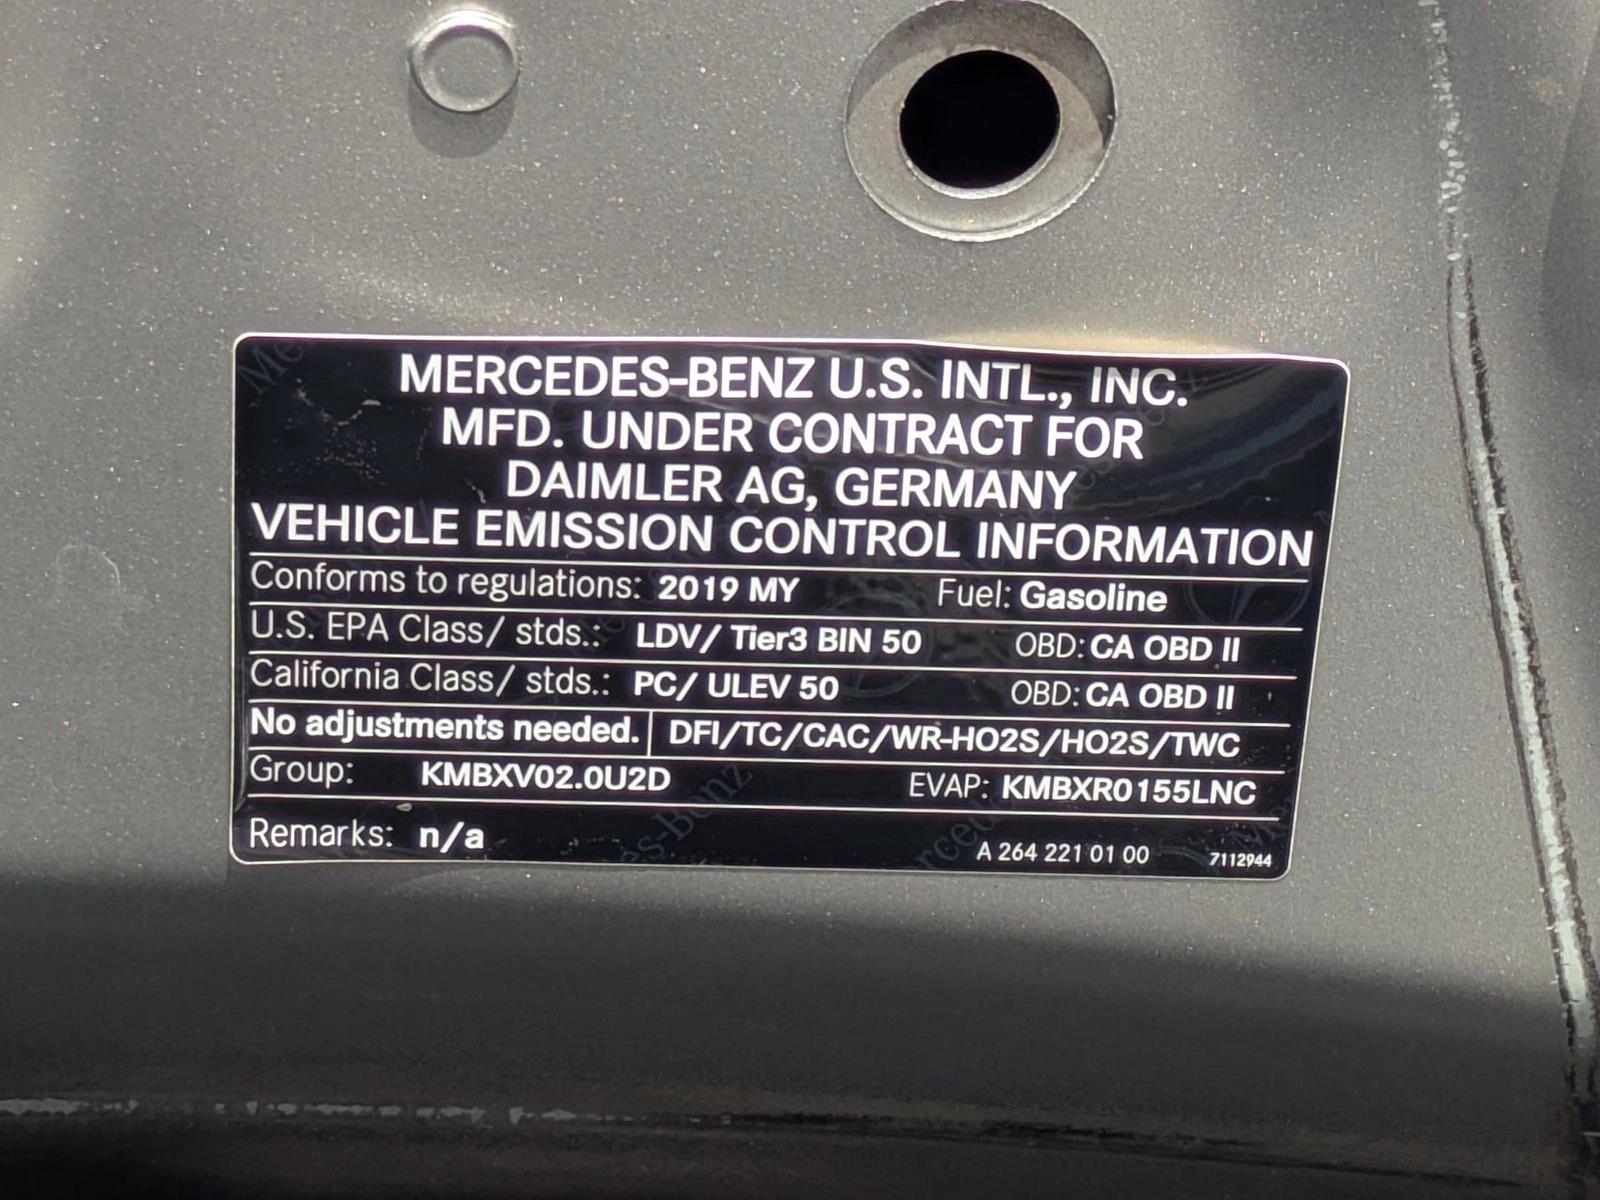 MERCEDES-BENZ U.S. INTL., INC.
MFD. UNDER CONTRACT FOR
DAIMLER AG, GERMANY
VEHICLE EMISSION CONTROL INFORMATION
Conforms to regulations: 2019 MY Fuel: Gasoline
U.S. EPA Class/ stds.: LDV/ Tier3 BIN 50 OBD: CA OBD II
California Class/ stds.: PC/ ULEV 50 OBD: CA OBD II
No adjustments needed. DFI/TC/CAC/WR-HO2S/HO2S/TWC
Group: KMBXV02.0U2D EVAP: KMBXR0155LNC
Remarks: n/a
A 264 221 01 00 7112944